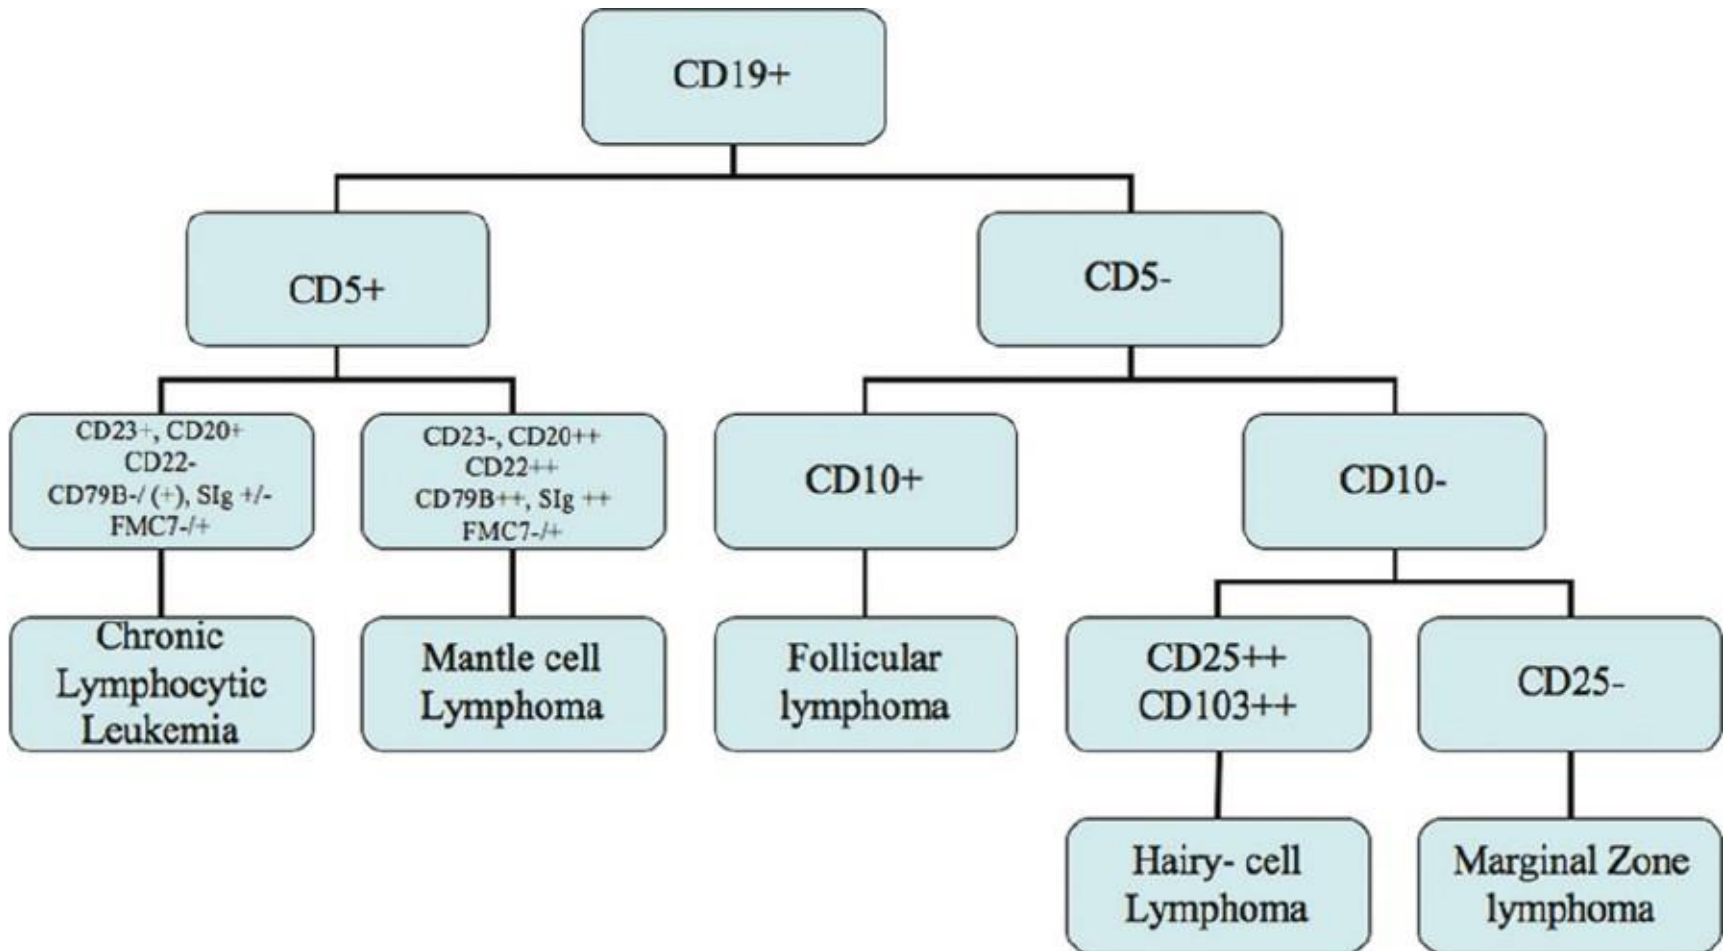 CD19+
CD5+
CD5-
CD23+, CD20+
CD22-
CD79B-/ (+), SIg +/-
FMC7-/+
CD23-, CD20++
CD22++
CD79B++, SIg ++
FMC7-/+
CD10+
CD10-
Chronic
Lymphocytic
Leukemia
Mantle cell
Lymphoma
Follicular
lymphoma
CD25++
CD103++
CD25-
Hairy- cell
Lymphoma
Marginal Zone
lymphoma